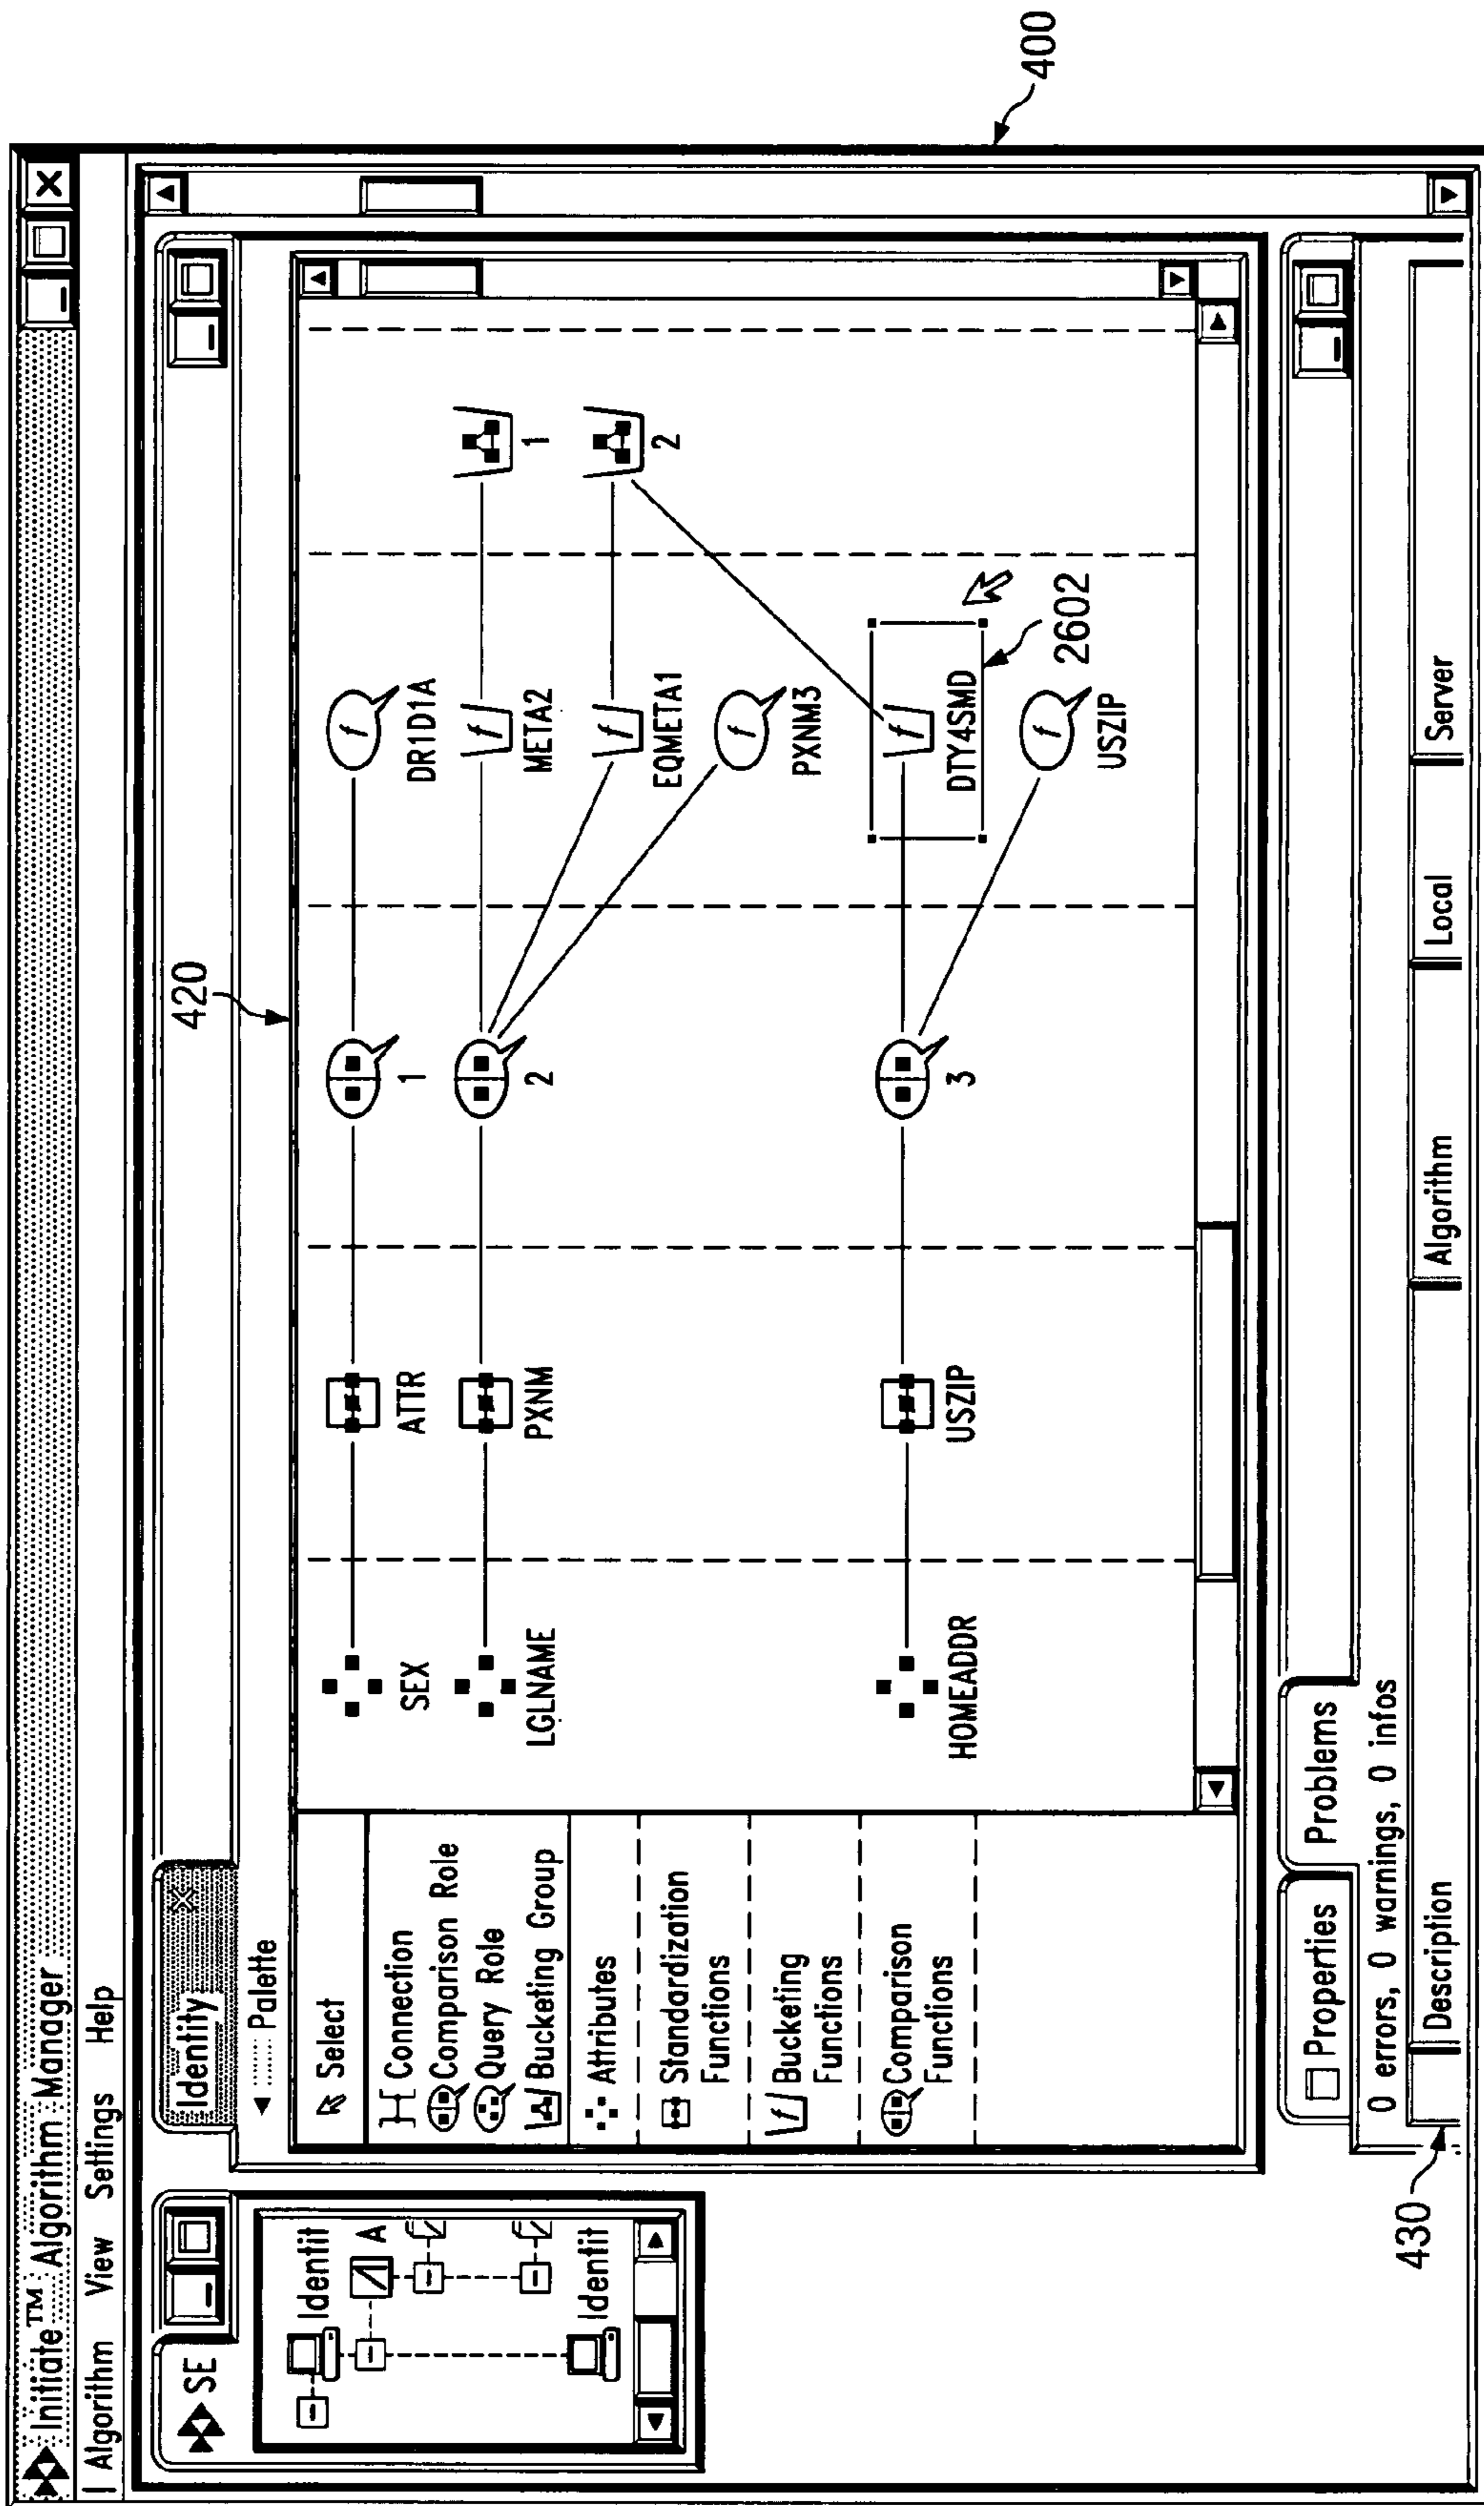 Initiate™ Algorithm Manager
Algorithm View Settings Help
SE
Identit
A
Identit
Identity X
Palette
Select
Connection
Comparison Role
Query Role
Bucketing Group
Attributes
Standardization
Functions
Bucketing
Functions
Comparison
Functions
420
SEX
ATTR
1
DR1D1A
LGLNAME
PXNM
2
META2
1
EQMETA1
2
PXNM3
HOMEADDR
USZIP
3
DTY4SMD
2602
USZIP
400
Properties
Problems
0 errors, 0 warnings, 0 infos
Description
Algorithm
Local
Server
430